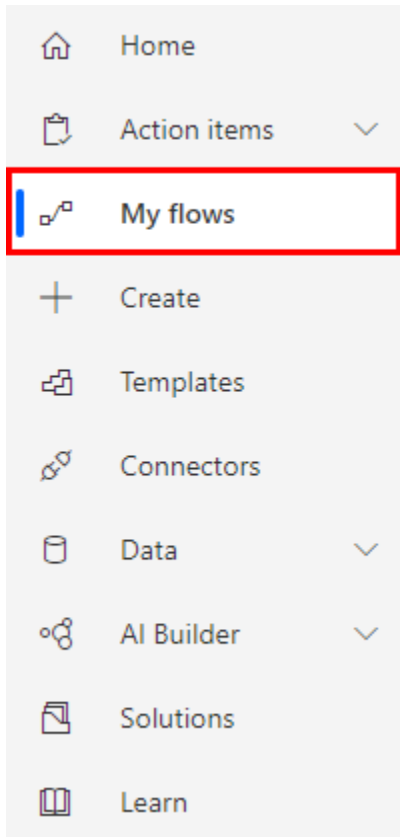 Home
Action items
My flows
Create
Templates
Connectors
Data
AI Builder
Solutions
Learn